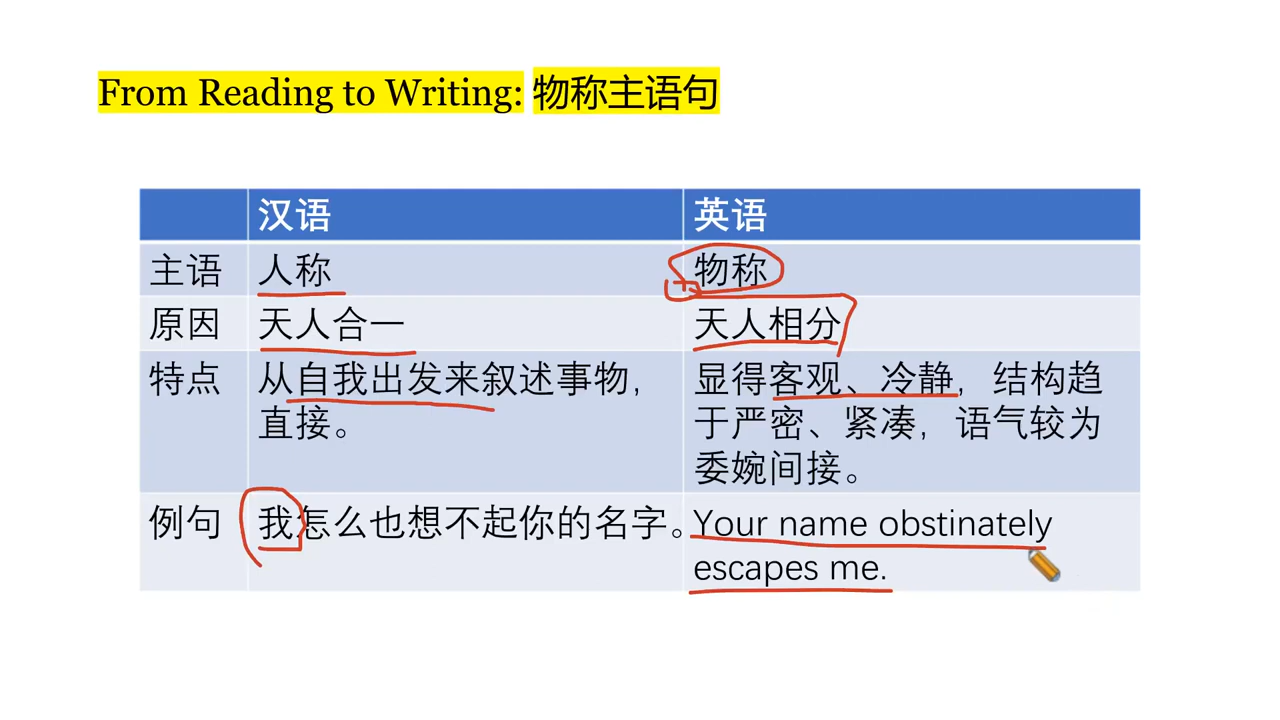 From Reading to Writing: 物称主语句
汉语 英语
主语 人称 物称
原因 天人合一 天人相分
特点 从自我出发来叙述事物，
直接。
显得客观、冷静，结构趋
于严密、紧凑，语气较为
委婉间接。
例句 我怎么也想不起你的名字。
Your name obstinately
escapes me.